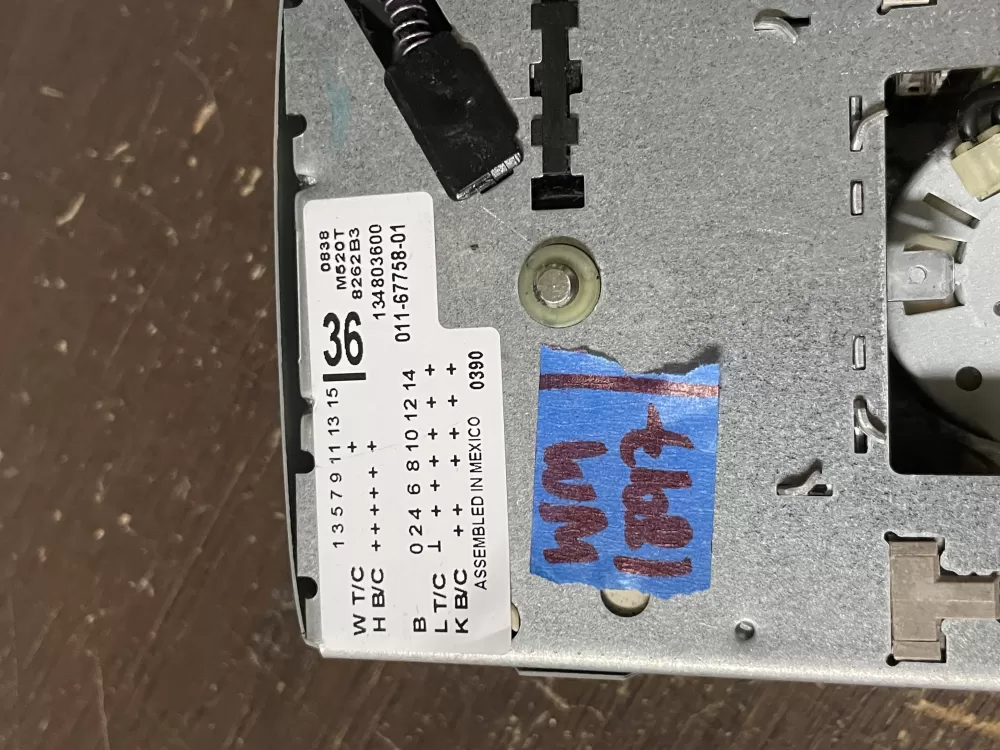 0838
M520T
8262B3
134803600
011-67758-01
36
1 3 5 7 9 11 13 15
W T/C +
H B/C + + + + + +
B 0 2 4 6 8 10 12 14
L T/C ⊥ + + + + + +
K B/C + + + + + +
ASSEMBLED IN MEXICO 0390
WM